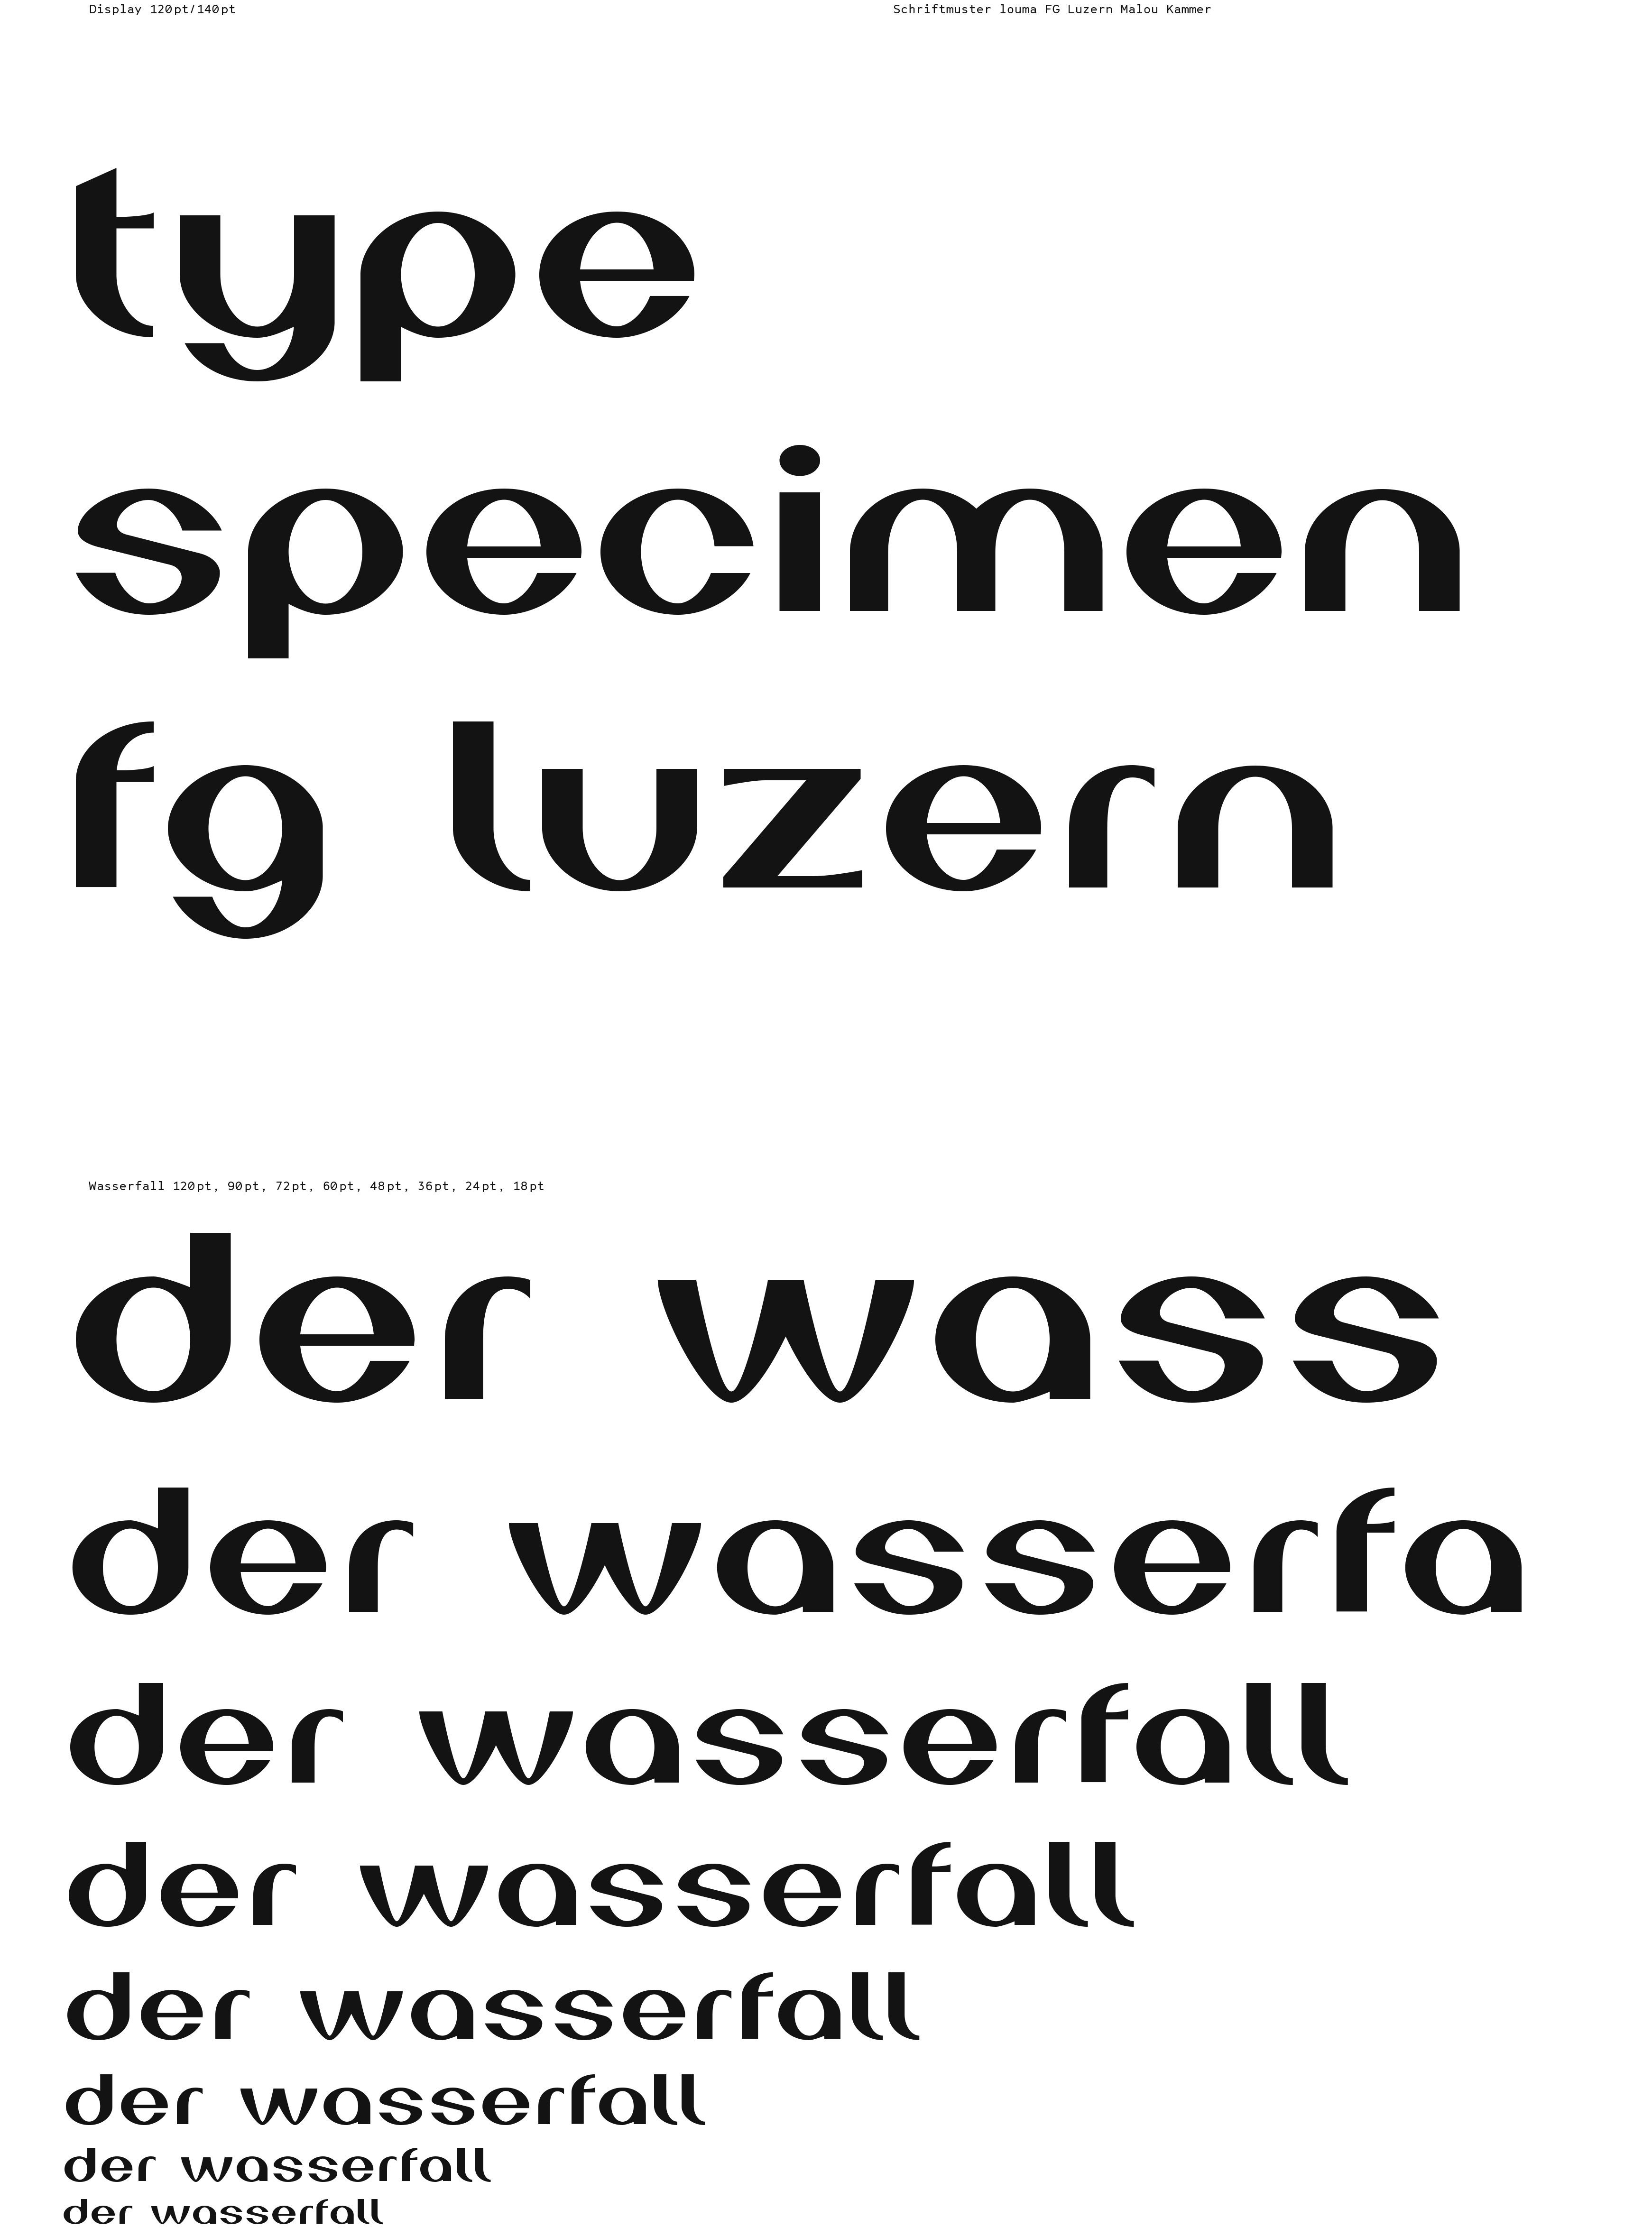 Display 120pt/140pt
Schriftmuster louma FG Luzern Malou Kammer
type
specimen
fg luzern
Wasserfall 120pt, 90pt, 72pt, 60pt, 48pt, 36pt, 24pt, 18pt
der wass
der wasserfa
der wasserfall
der wasserfall
der wasserfall
der wasserfall
der wasserfall
der wasserfall